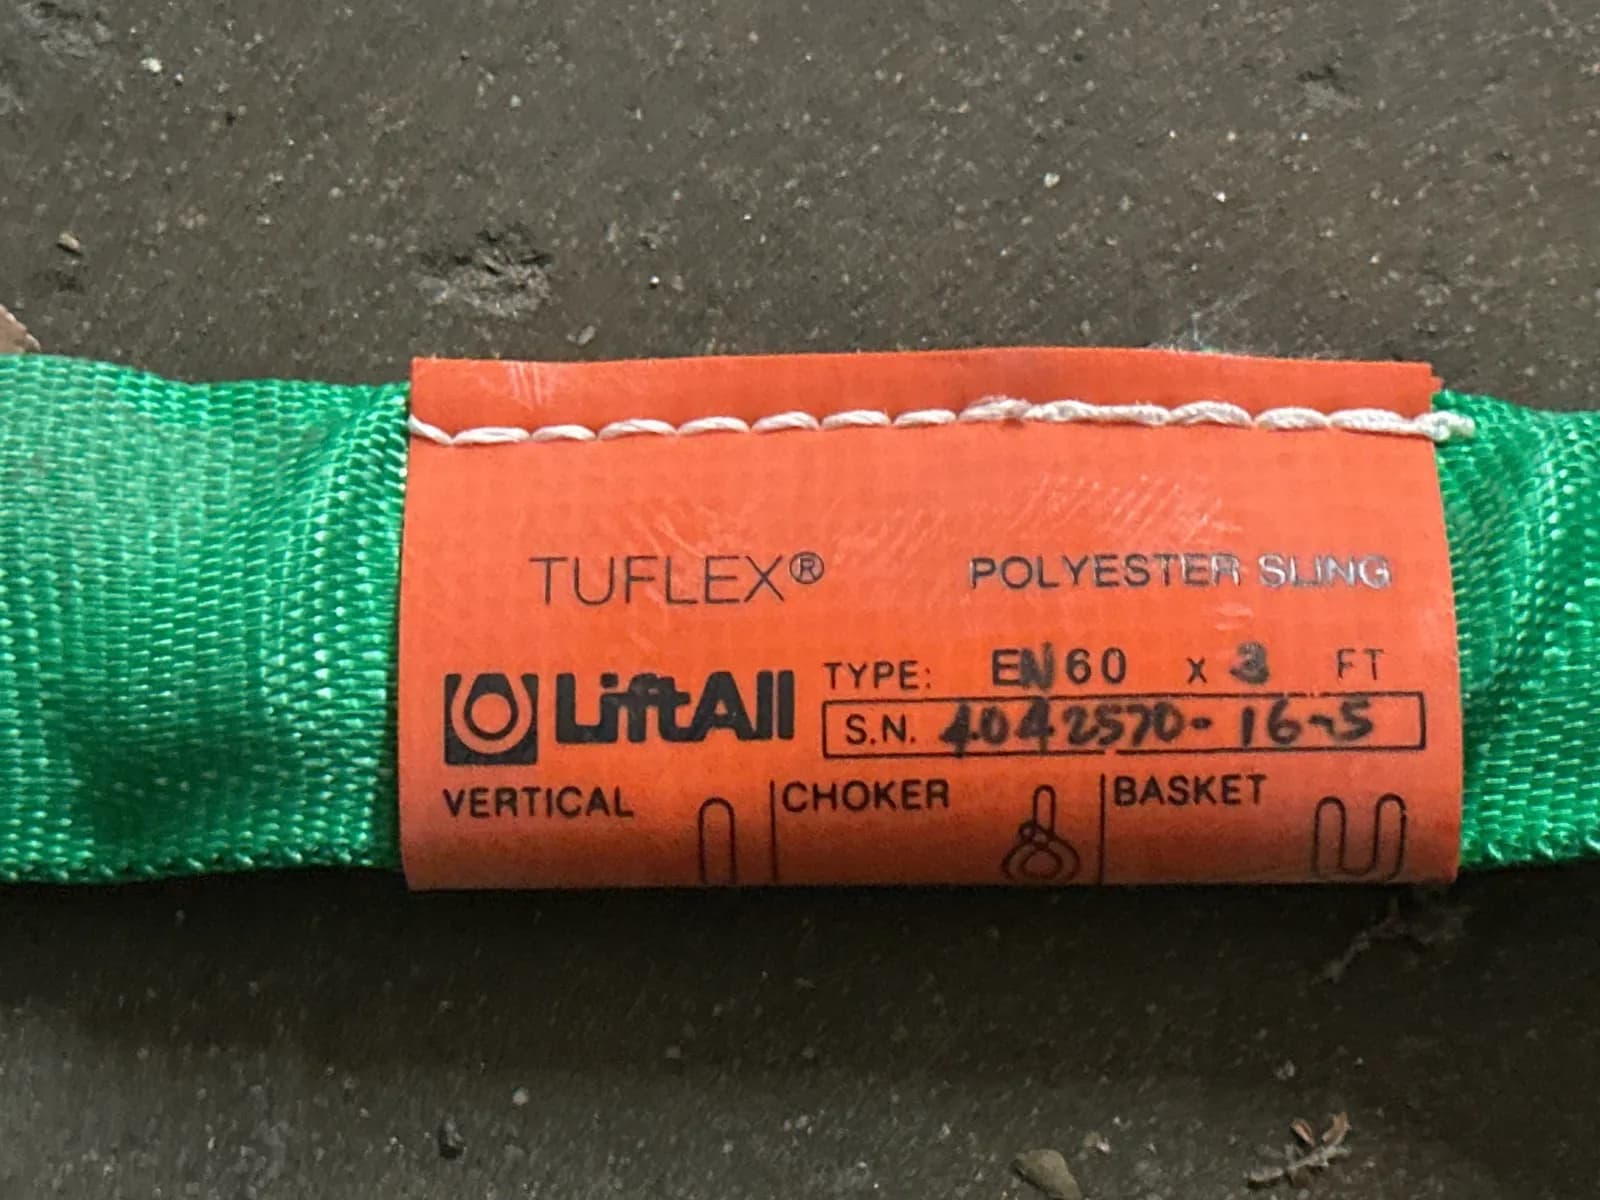 TUFLEX® POLYESTER SLING
LiftAll TYPE: EN60 x 3 FT
S.N. 4042570-16-5
VERTICAL CHOKER BASKET